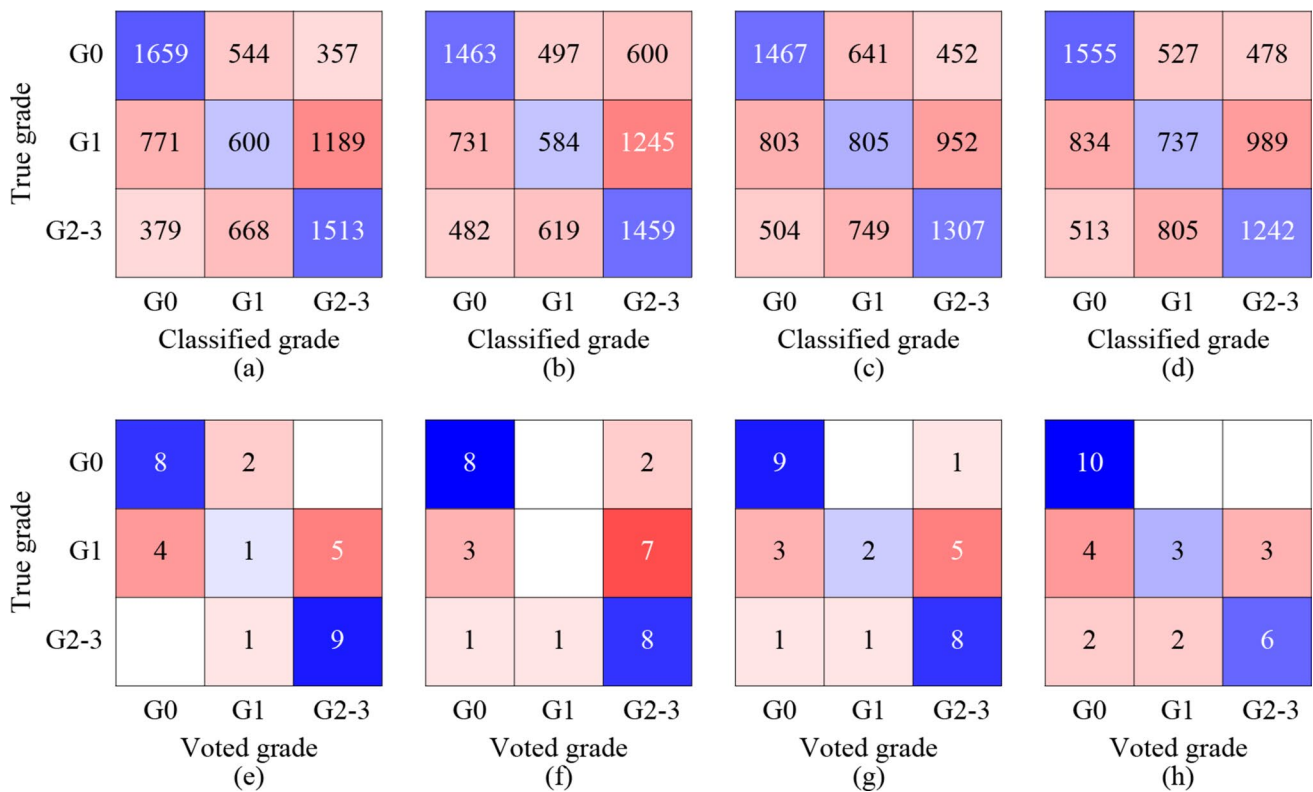 G0 1659 544 357 1463 497 600 1467 641 452 1555 527 478
True grade
G1 771 600 1189 731 584 1245 803 805 952 834 737 989
G2-3 379 668 1513 482 619 1459 504 749 1307 513 805 1242
G0 G1 G2-3 G0 G1 G2-3 G0 G1 G2-3 G0 G1 G2-3
Classified grade Classified grade Classified grade Classified grade
(a) (b) (c) (d)
G0 8 2 8 2 9 1 10
True grade
G1 4 1 5 3 7 3 2 5 4 3 3
G2-3 1 9 1 1 8 1 1 8 2 2 6
G0 G1 G2-3 G0 G1 G2-3 G0 G1 G2-3 G0 G1 G2-3
Voted grade Voted grade Voted grade Voted grade
(e) (f) (g) (h)